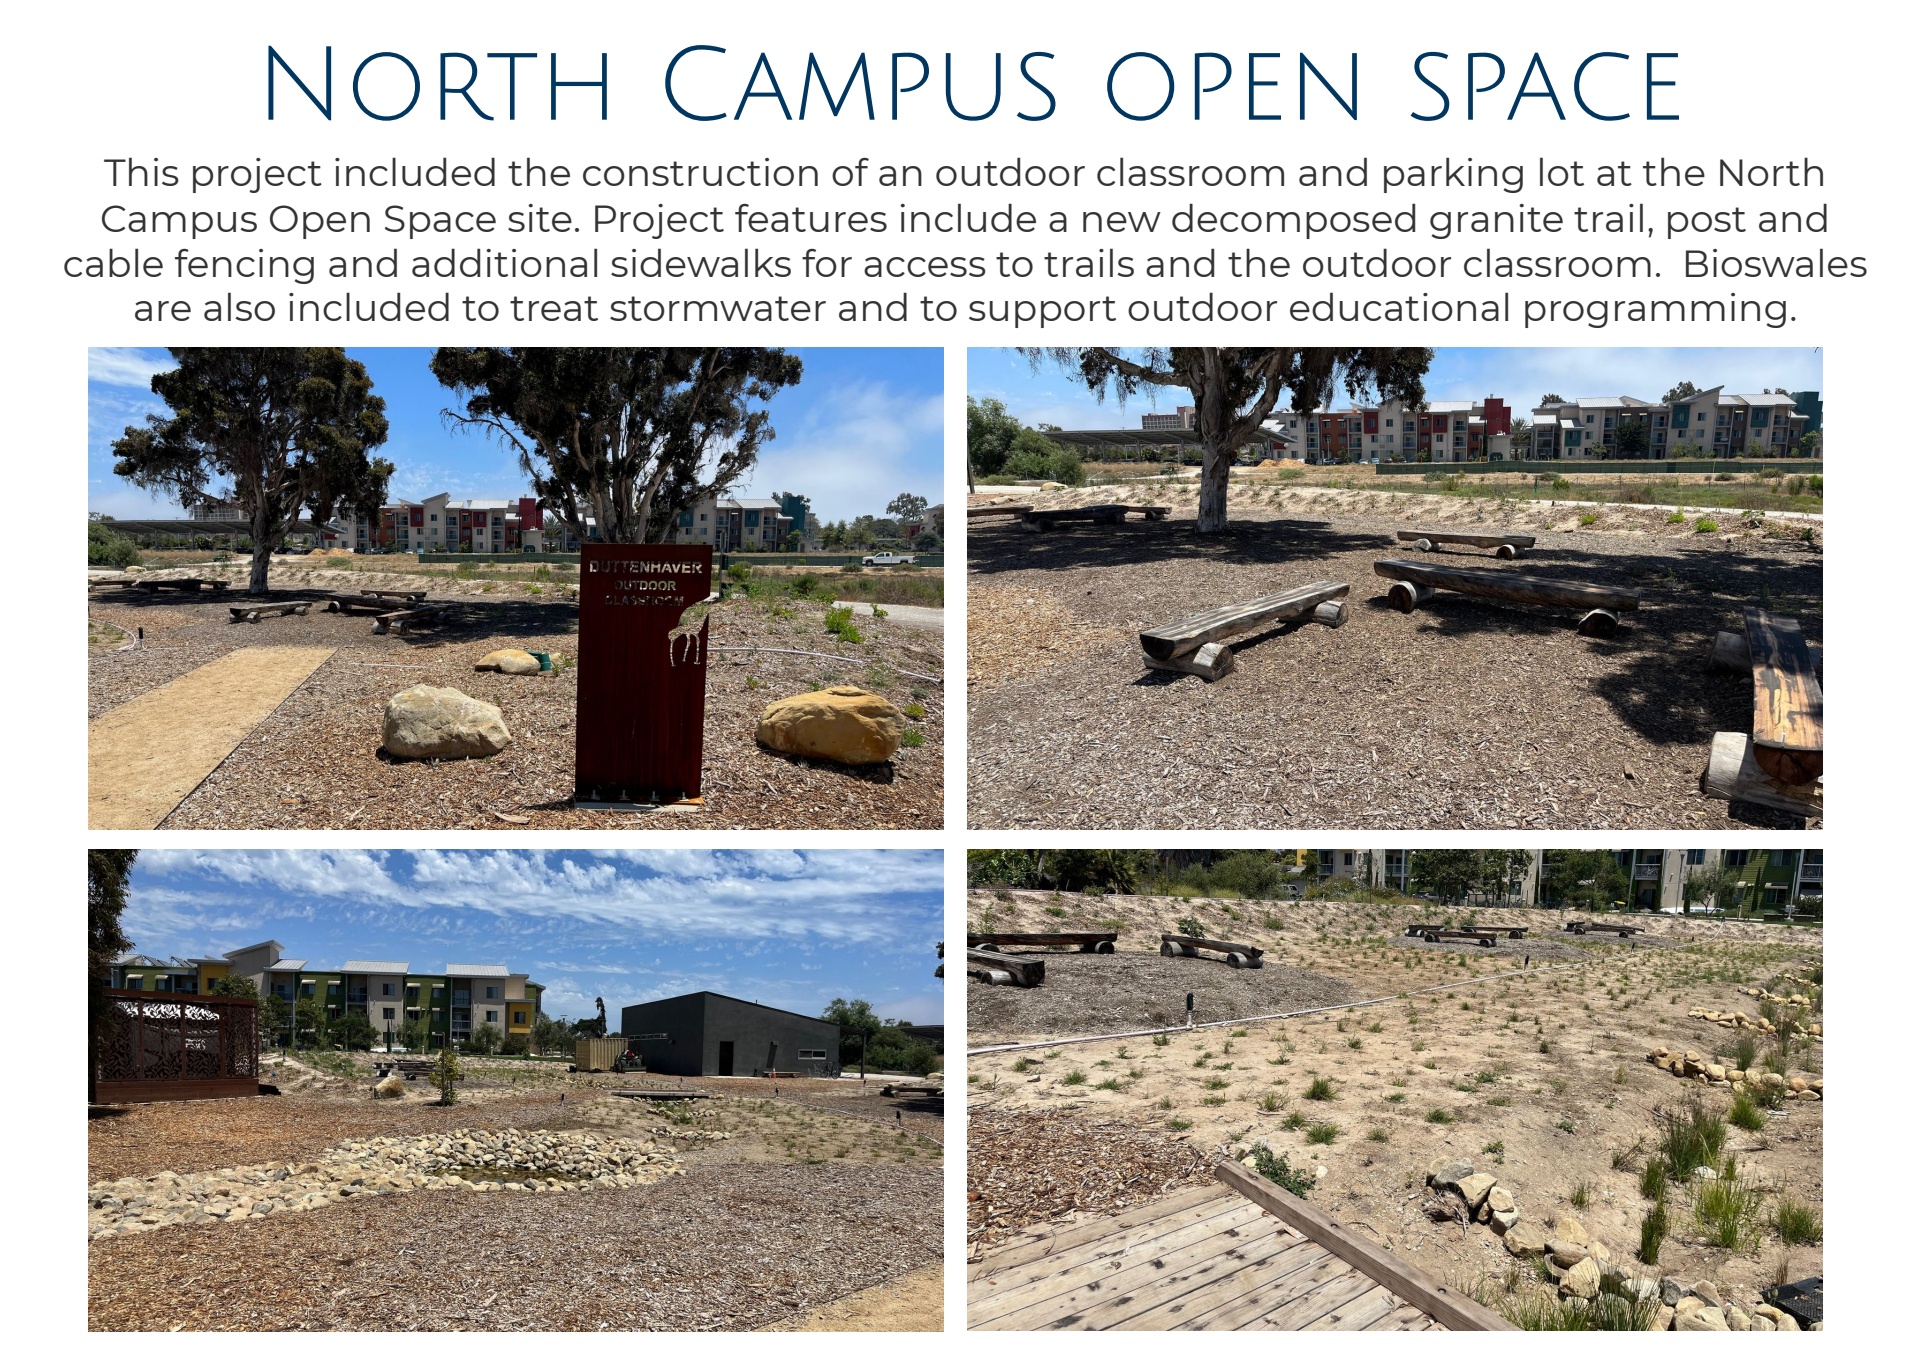 North Campus open space
This project included the construction of an outdoor classroom and parking lot at the North
Campus Open Space site. Project features include a new decomposed granite trail, post and
cable fencing and additional sidewalks for access to trails and the outdoor classroom.  Bioswales
are also included to treat stormwater and to support outdoor educational programming.
DUTTENHAVER
OUTDOOR
CLASSROOM